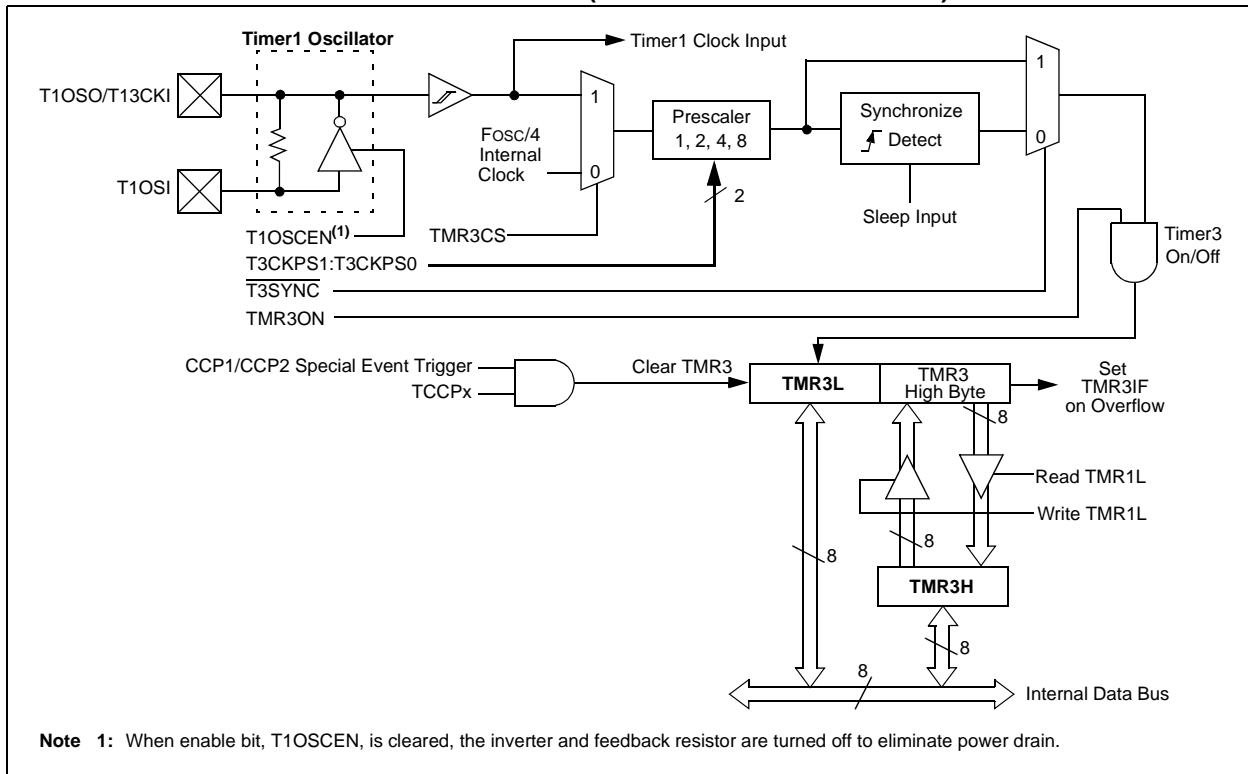 Timer1 Oscillator
Timer1 Clock Input
T1OSO/T13CKI
1
1
FOSC/4
Internal
Clock
0
Prescaler
1, 2, 4, 8
Synchronize
Detect
0
T1OSI
2
Sleep Input
T1OSCEN(1)
TMR3CS
T3CKPS1:T3CKPS0
T3SYNC
TMR3ON
Timer3
On/Off
CCP1/CCP2 Special Event Trigger
TCCPx
Clear TMR3
TMR3L
TMR3
High Byte
Set
TMR3IF
on Overflow
8
Read TMR1L
Write TMR1L
8
8
TMR3H
8
8
Internal Data Bus
Note 1: When enable bit, T1OSCEN, is cleared, the inverter and feedback resistor are turned off to eliminate power drain.